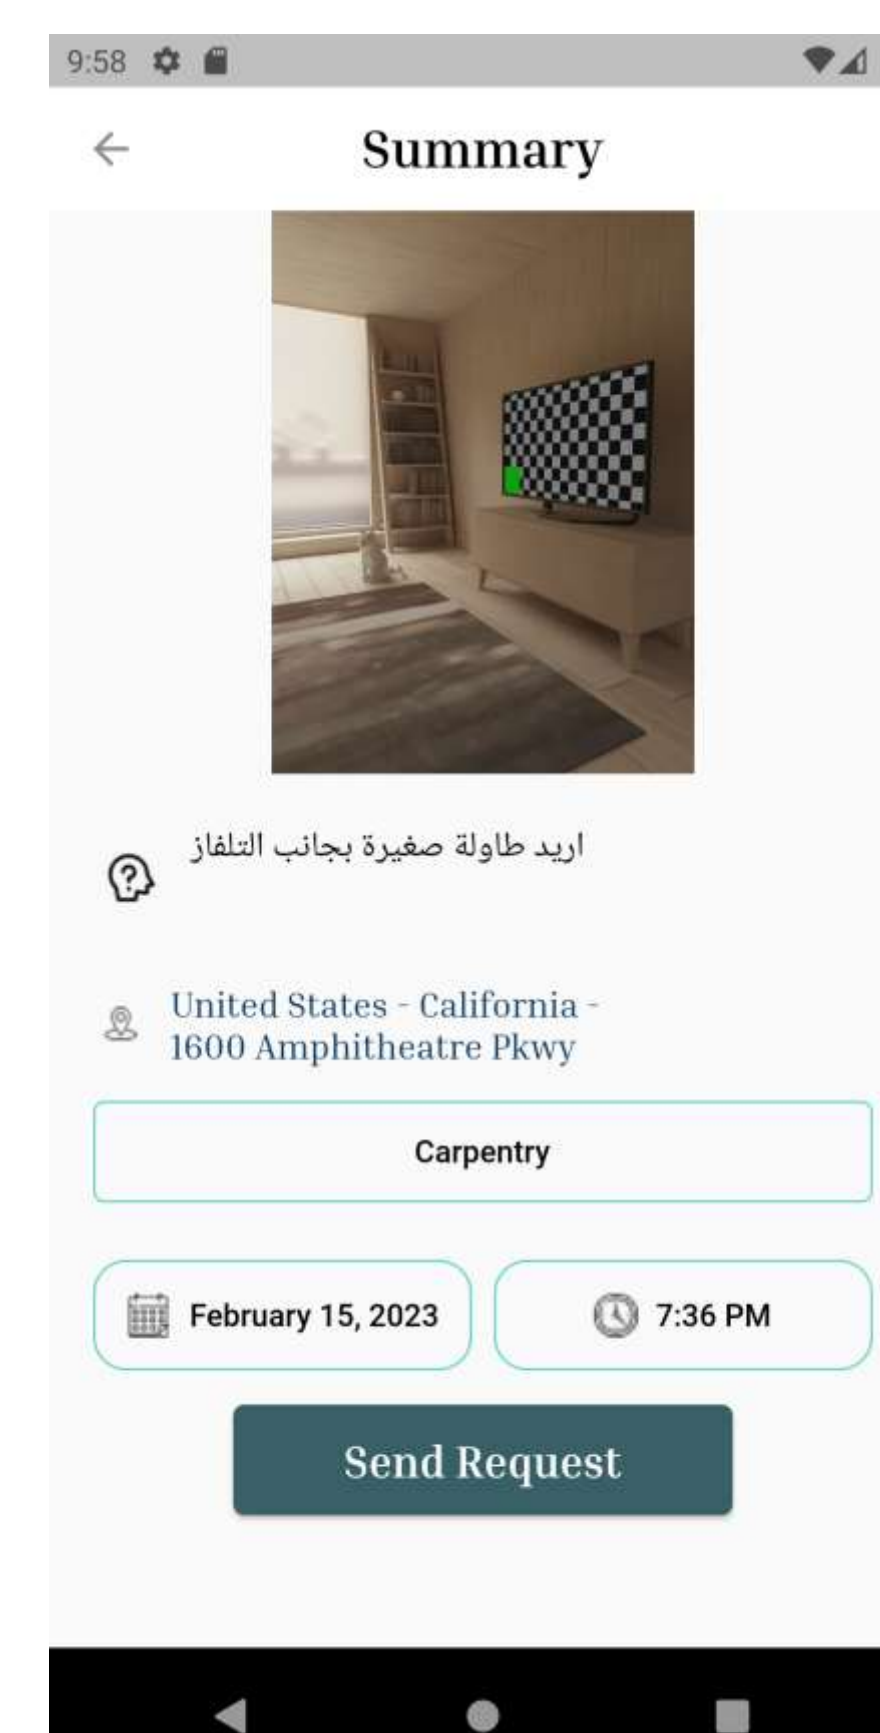 9:58
Summary
اريد طاولة صغيرة بجانب التلفاز
United States - California -
1600 Amphitheatre Pkwy
Carpentry
February 15, 2023
7:36 PM
Send Request